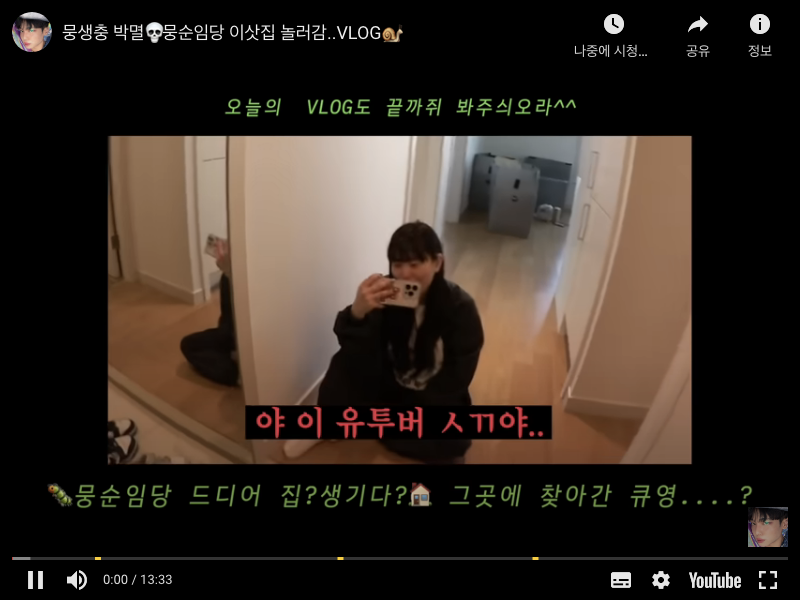 뭉생충 박멸💀뭉순임당 이삿집 놀러감..VLOG🐌
나중에 시청...
공유
정보
오늘의 VLOG도 끝까쥐 봐주싀오라^^
야 이 유투버 ㅅㄲ야..
🐛뭉순임당 드디어 집?생기다?🏠 그곳에 찾아간 큐영....?
0:00 / 13:33
YouTube